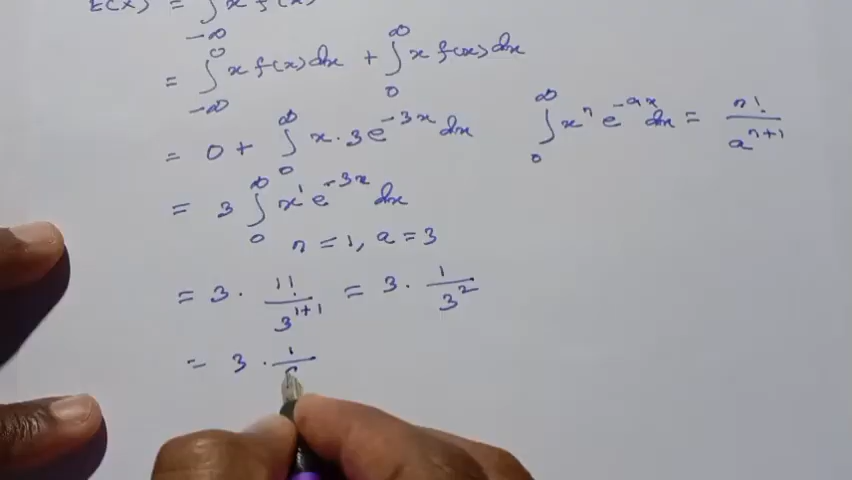 E(x) = ∫ x f(x)
-∞
= ∫_{-∞}^{0} x f(x) dx + ∫_{0}^{∞} x f(x) dx
= 0 + ∫_{0}^{∞} x · 3e^{-3x} dx
∫_{0}^{∞} x^n e^{-ax} dx = n!/a^{n+1}
= 3 ∫_{0}^{∞} x^1 e^{-3x} dx
n = 1, a = 3
= 3 · 1!/3^{1+1} = 3 · 1/3^2
= 3 · 1/